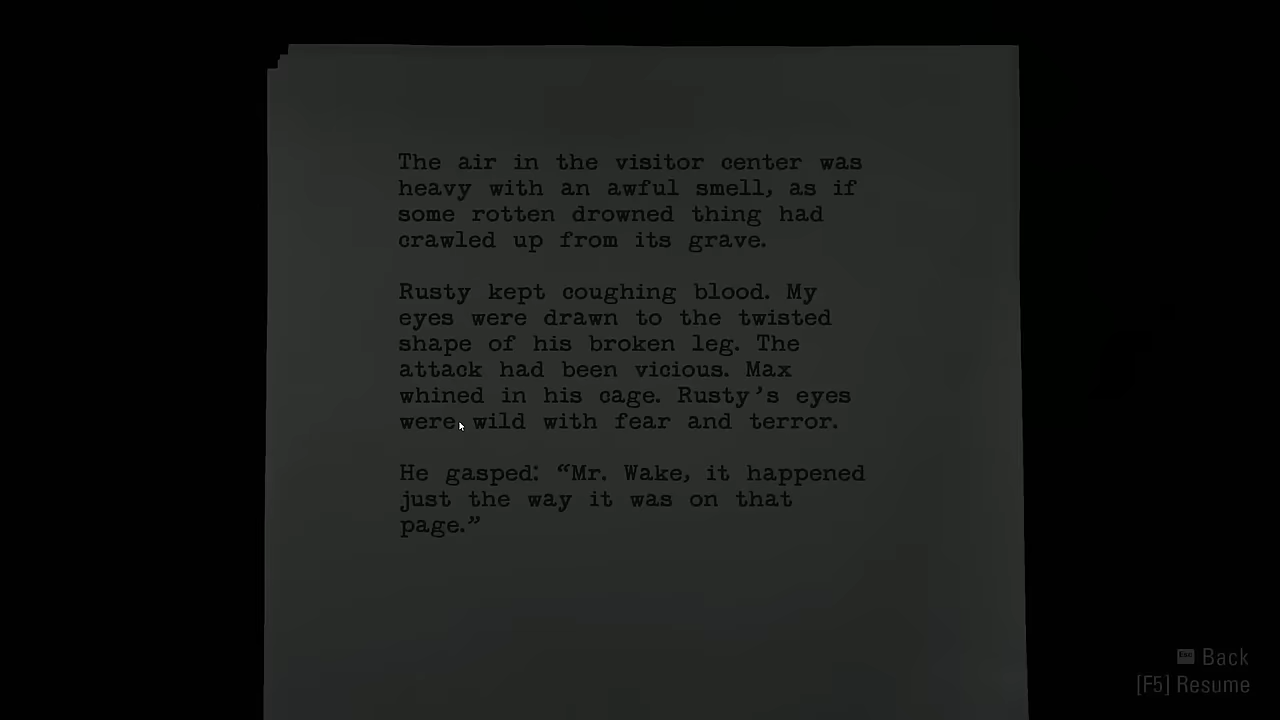 The air in the visitor center was
heavy with an awful smell, as if
some rotten drowned thing had
crawled up from its grave.
Rusty kept coughing blood. My
eyes were drawn to the twisted
shape of his broken leg. The
attack had been vicious. Max
whined in his cage. Rusty’s eyes
were wild with fear and terror.
He gasped: “Mr. Wake, it happened
just the way it was on that
page.”
Esc Back
[F5] Resume